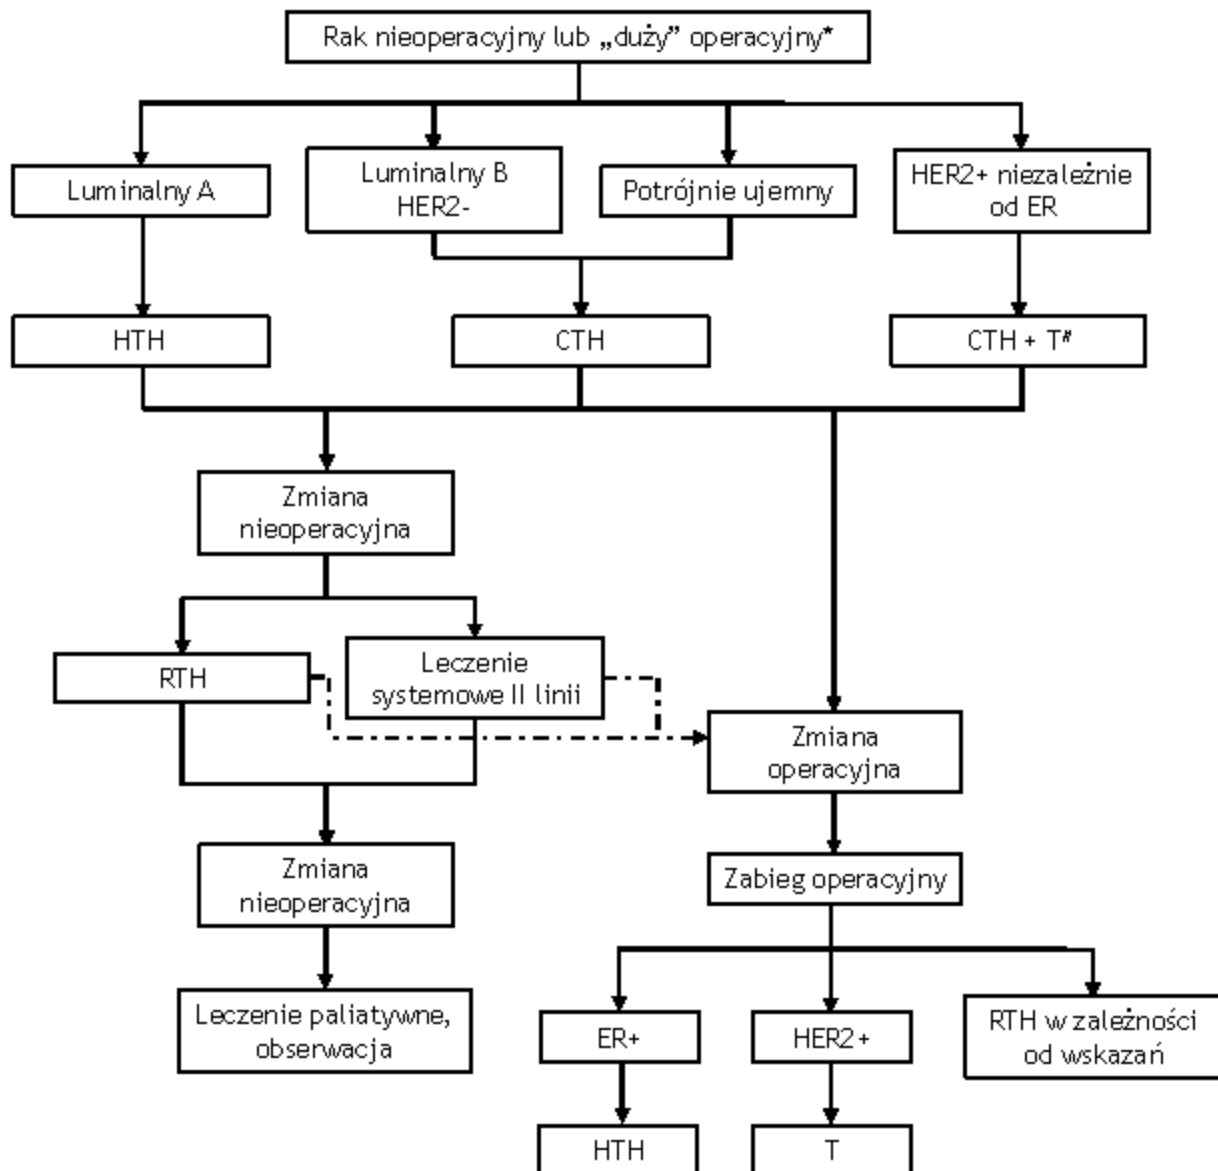 Rak nieoperacyjny lub „duży” operacyjny*
Luminalny A
Luminalny B
HER2-
Potrójnie ujemny
HER2+ niezależnie
od ER
HTH
CTH
CTH + T#
Zmiana
nieoperacyjna
RTH
Leczenie
systemowe II linii
Zmiana
operacyjna
Zmiana
nieoperacyjna
Zabieg operacyjny
Leczenie paliatywne,
obserwacja
ER+
HER2+
RTH w zależności
od wskazań
HTH
T